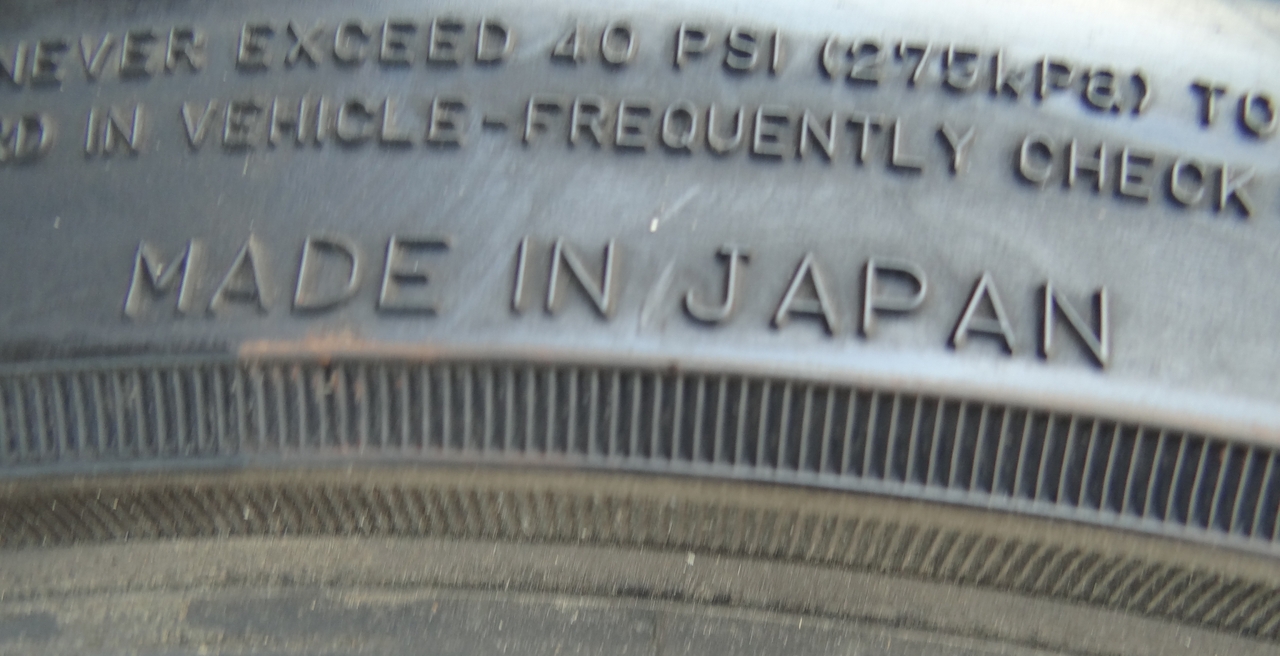 NEVER EXCEED 40 PSI (275kPa) TO
IN VEHICLE-FREQUENTLY CHECK
MADE IN JAPAN